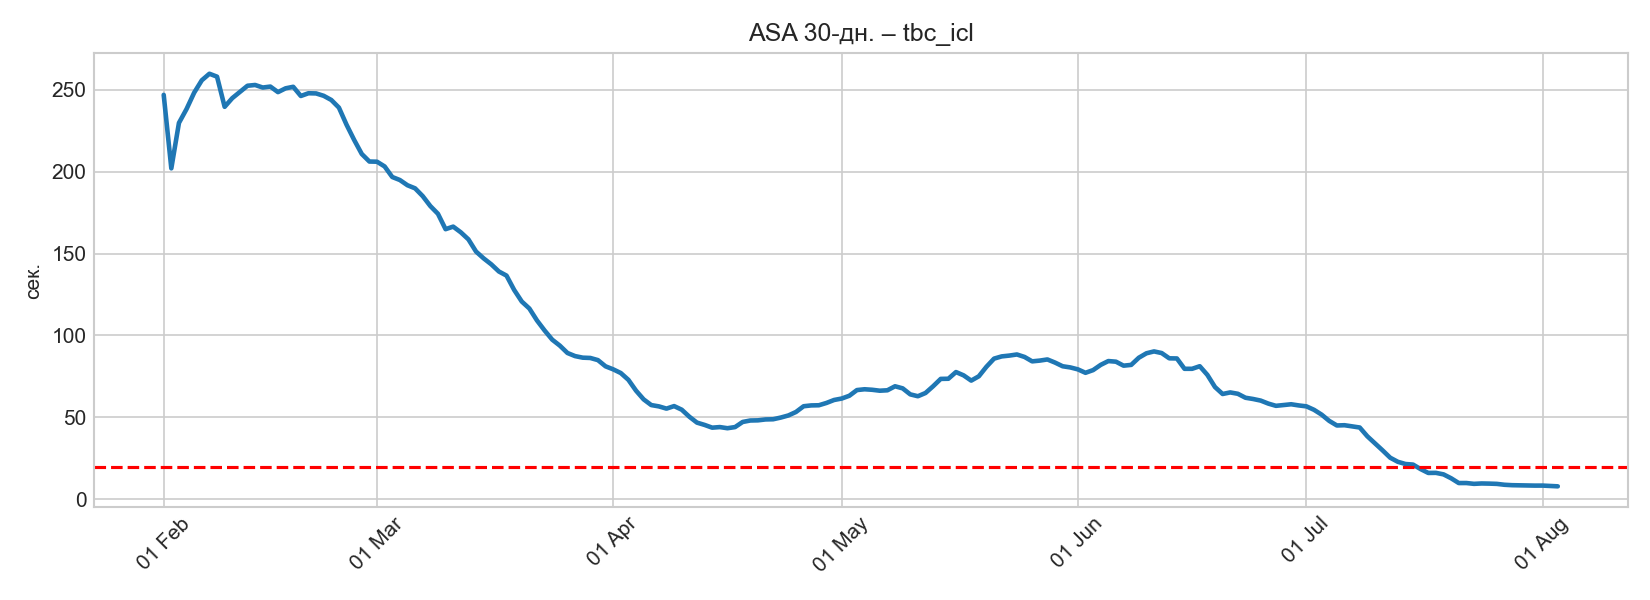 ASA 30-дн. – tbc_icl
сек.
250
200
150
100
50
0
01 Feb
01 Mar
01 Apr
01 May
01 Jun
01 Jul
01 Aug